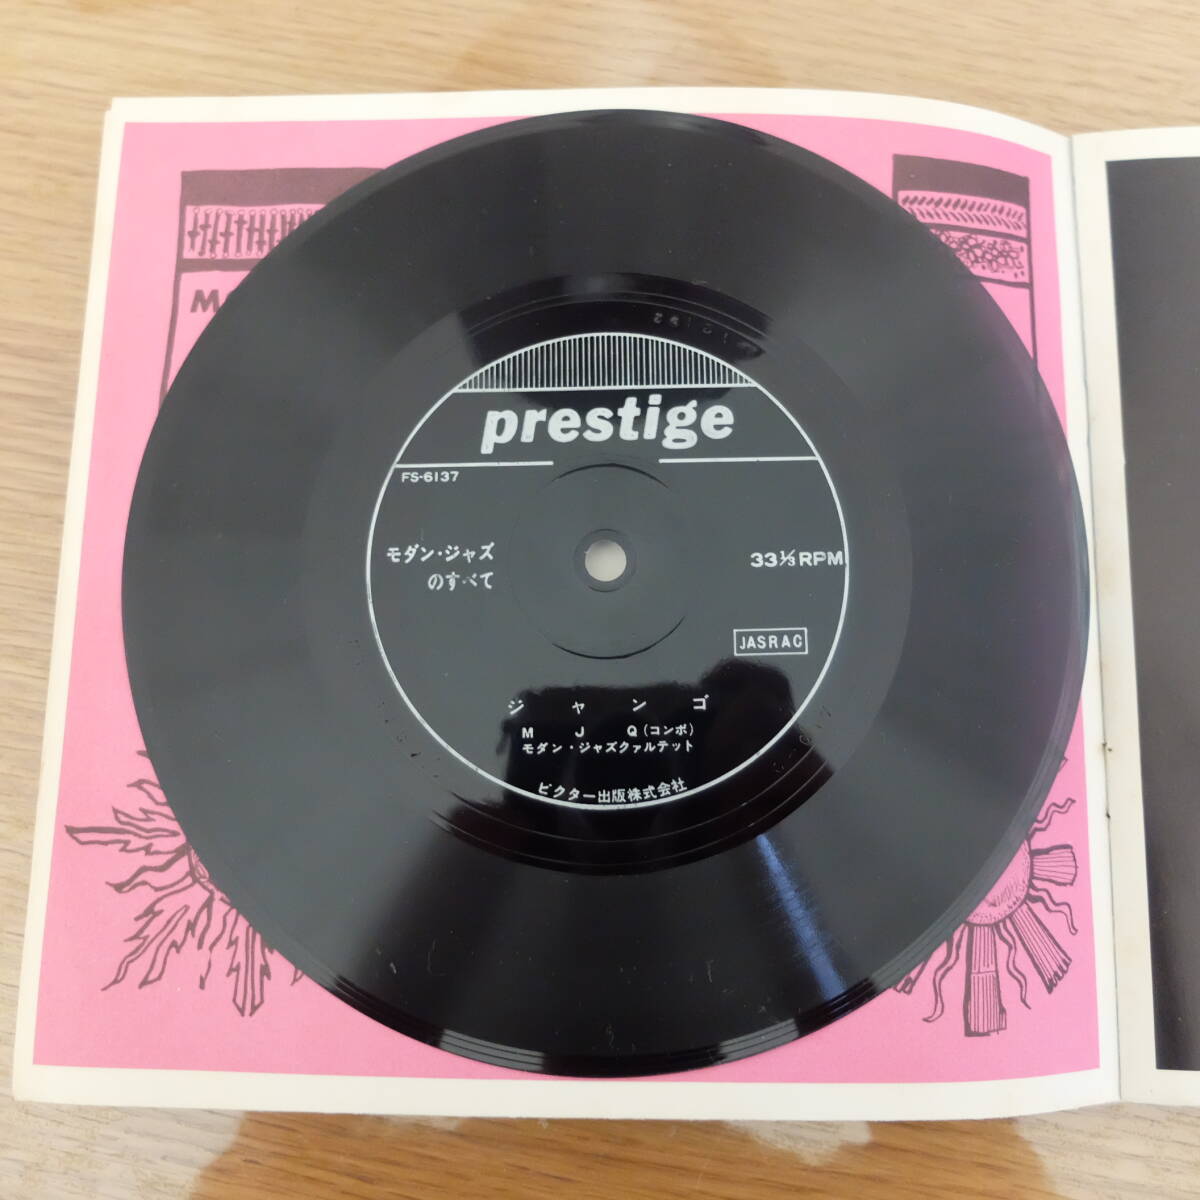 prestige
FS-6137
モダン・ジャズ
のすべて
33⅓RPM
JASRAC
ジャンゴ
M J Q(コンボ)
モダン・ジャズクァルテット
ビクター出版株式会社